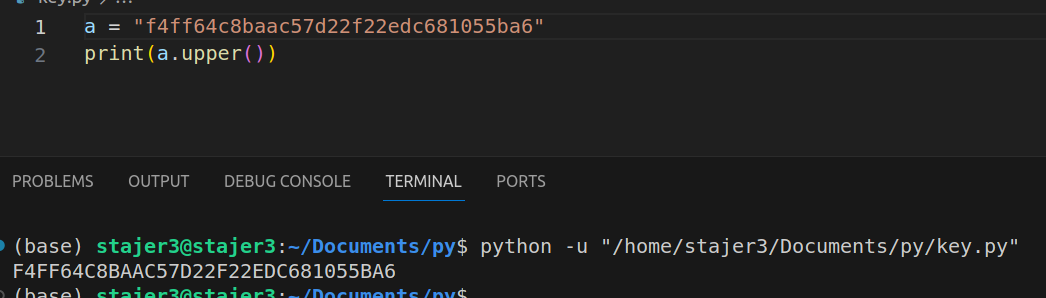 key.py > ...
1 a = "f4ff64c8baac57d22f22edc681055ba6"
2 print(a.upper())
PROBLEMS OUTPUT DEBUG CONSOLE TERMINAL PORTS
(base) stajer3@stajer3:~/Documents/py$ python -u "/home/stajer3/Documents/py/key.py"
F4FF64C8BAAC57D22F22EDC681055BA6
(base) stajer3@stajer3:~/Documents/py$